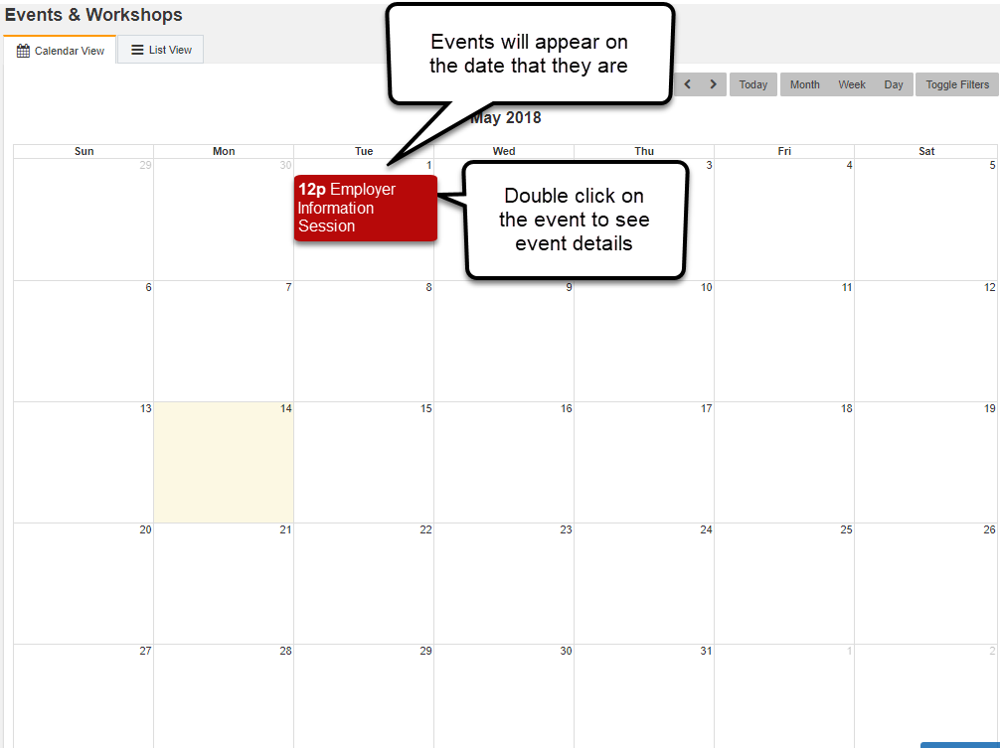 Events & Workshops
Calendar View
List View
Events will appear on
the date that they are
Today
Month
Week
Day
Toggle Filters
May 2018
Sun Mon Tue Wed Thu Fri Sat
29 30 1 3 4 5
12p Employer
Information
Session
Double click on
the event to see
event details
6 7 8 9 10 11 12
13 14 15 16 17 18 19
20 21 22 23 24 25 26
27 28 29 30 31 1 2